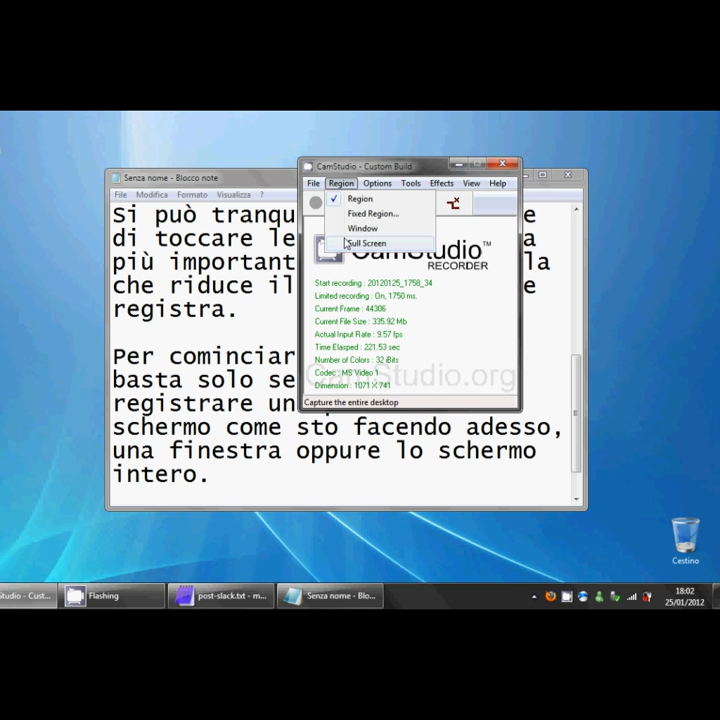 Senza nome - Blocco note
File Modifica Formato Visualizza ?
Si può tranqu
e
di toccare le
a
più important
la
che riduce il
e
registra.
Per cominciar
basta solo se
registrare un
schermo come sto facendo adesso,
una finestra oppure lo schermo
intero.
CamStudio - Custom Build
File Region Options Tools Effects View Help
Region
Fixed Region...
Window
Full Screen
CamStudio™
RECORDER
Start recording : 20120125_1758_34
Limited recording : On, 1750 ms.
Current Frame : 44306
Current File Size : 335.92 Mb
Actual Input Rate : 9.57 fps
Time Elasped : 221.53 sec
Number of Colors : 32 Bits
Codec : MS Video 1
Dimension : 1071 X 741
CamStudio.org
Capture the entire desktop
Cestino
Studio - Cust...
Flashing
post-slack.txt - m...
Senza nome - Blo...
18:02
25/01/2012